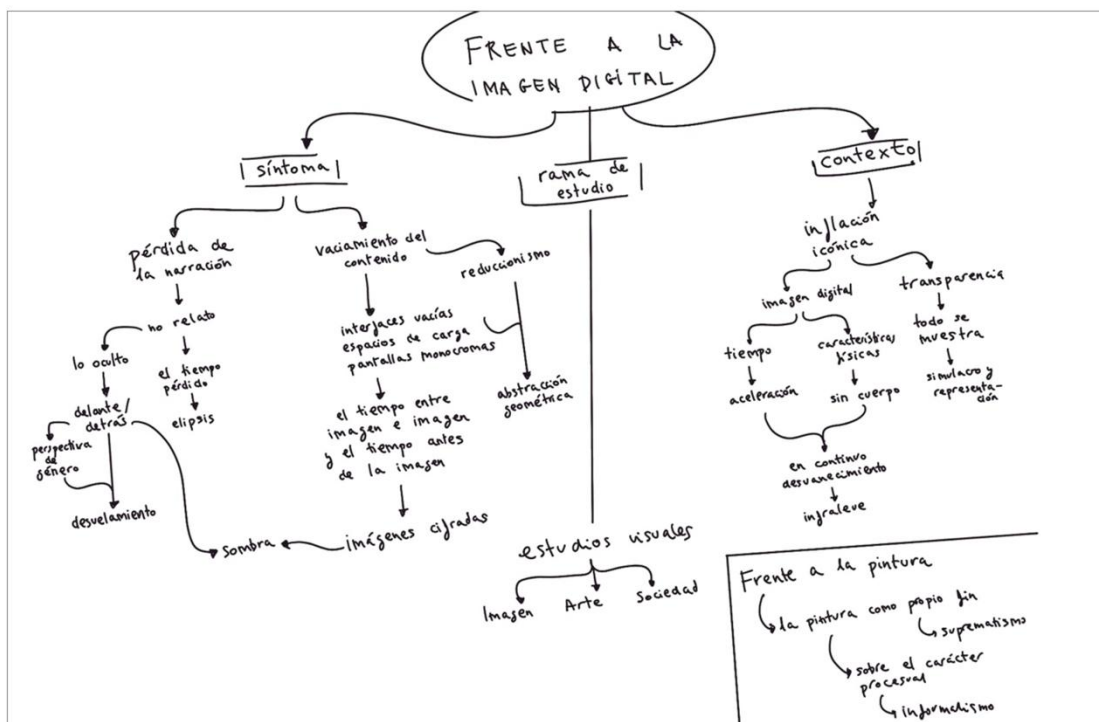 FRENTE A LA
IMAGEN DIGITAL
síntoma
pérdida de
la narración
no relato
lo oculto
delante/
detrás
perspectiva
de
género
desvelamiento
sombra
el tiempo
pérdido
elipsis
vaciamiento del
contenido
interfaces vacías
espacios de carga
pantallas monocromas
el tiempo entre
imagen e imagen
y el tiempo antes
de la imagen
imágenes cifradas
reduccionismo
abstracción
geométrica
rama de
estudio
estudios visuales
Imagen
Arte
Sociedad
contexto
inflación
icónica
imagen digital
tiempo
aceleración
características
físicas
sin cuerpo
en continuo
desvanecimiento
infraleve
transparencia
todo se
muestra
simulacro y
representa-
ción
Frente a la pintura
la pintura como propio fin
suprematismo
sobre el carácter
procesual
informalismo